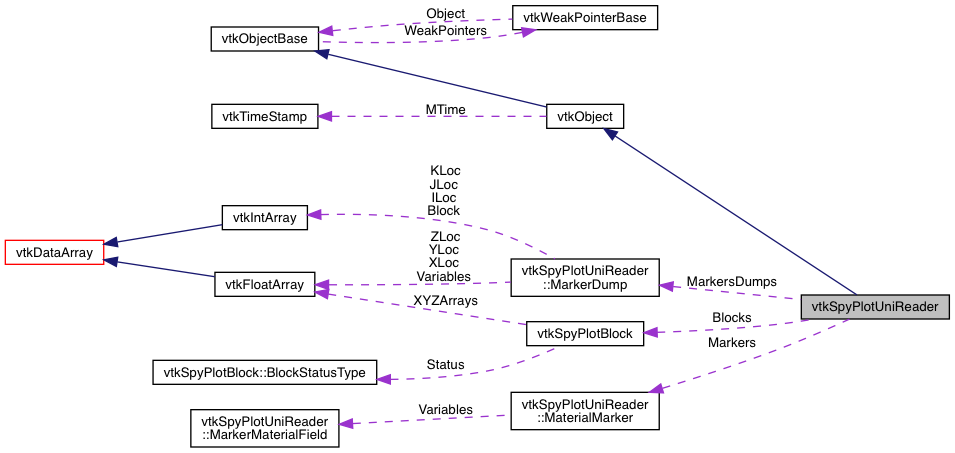 Object
vtkWeakPointerBase
vtkObjectBase
WeakPointers
MTime
vtkTimeStamp
vtkObject
KLoc
JLoc
ILoc
Block
vtkIntArray
ZLoc
YLoc
XLoc
Variables
vtkDataArray
vtkFloatArray
vtkSpyPlotUniReader
::MarkerDump
MarkersDumps
XYZArrays
vtkSpyPlotUniReader
Blocks
vtkSpyPlotBlock
Markers
Status
vtkSpyPlotBlock::BlockStatusType
Variables
vtkSpyPlotUniReader
::MaterialMarker
vtkSpyPlotUniReader
::MarkerMaterialField